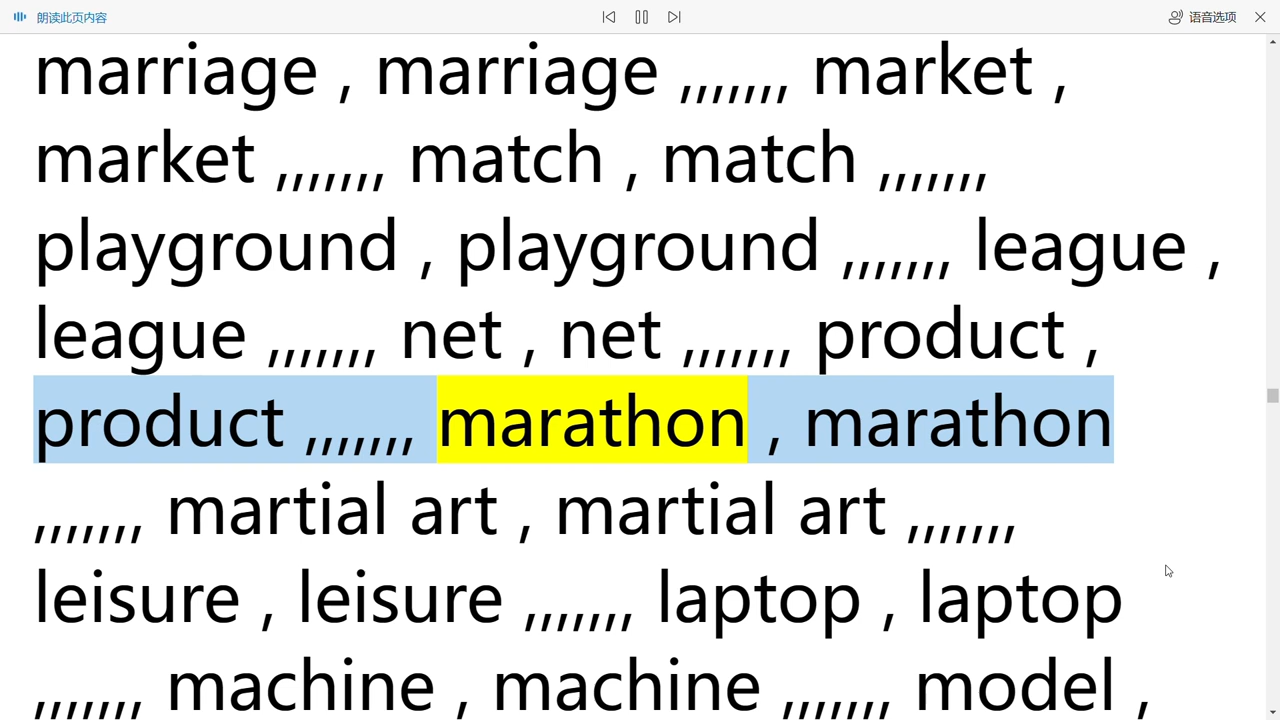 朗读此页内容 语音选项
marriage , marriage ,,,,,,, market ,
market ,,,,,,, match , match ,,,,,,,
playground , playground ,,,,,,, league ,
league ,,,,,,, net , net ,,,,,,, product ,
product ,,,,,,, marathon , marathon
,,,,,,, martial art , martial art ,,,,,,,
leisure , leisure ,,,,,,, laptop , laptop
,,,,,,, machine , machine ,,,,,,, model ,